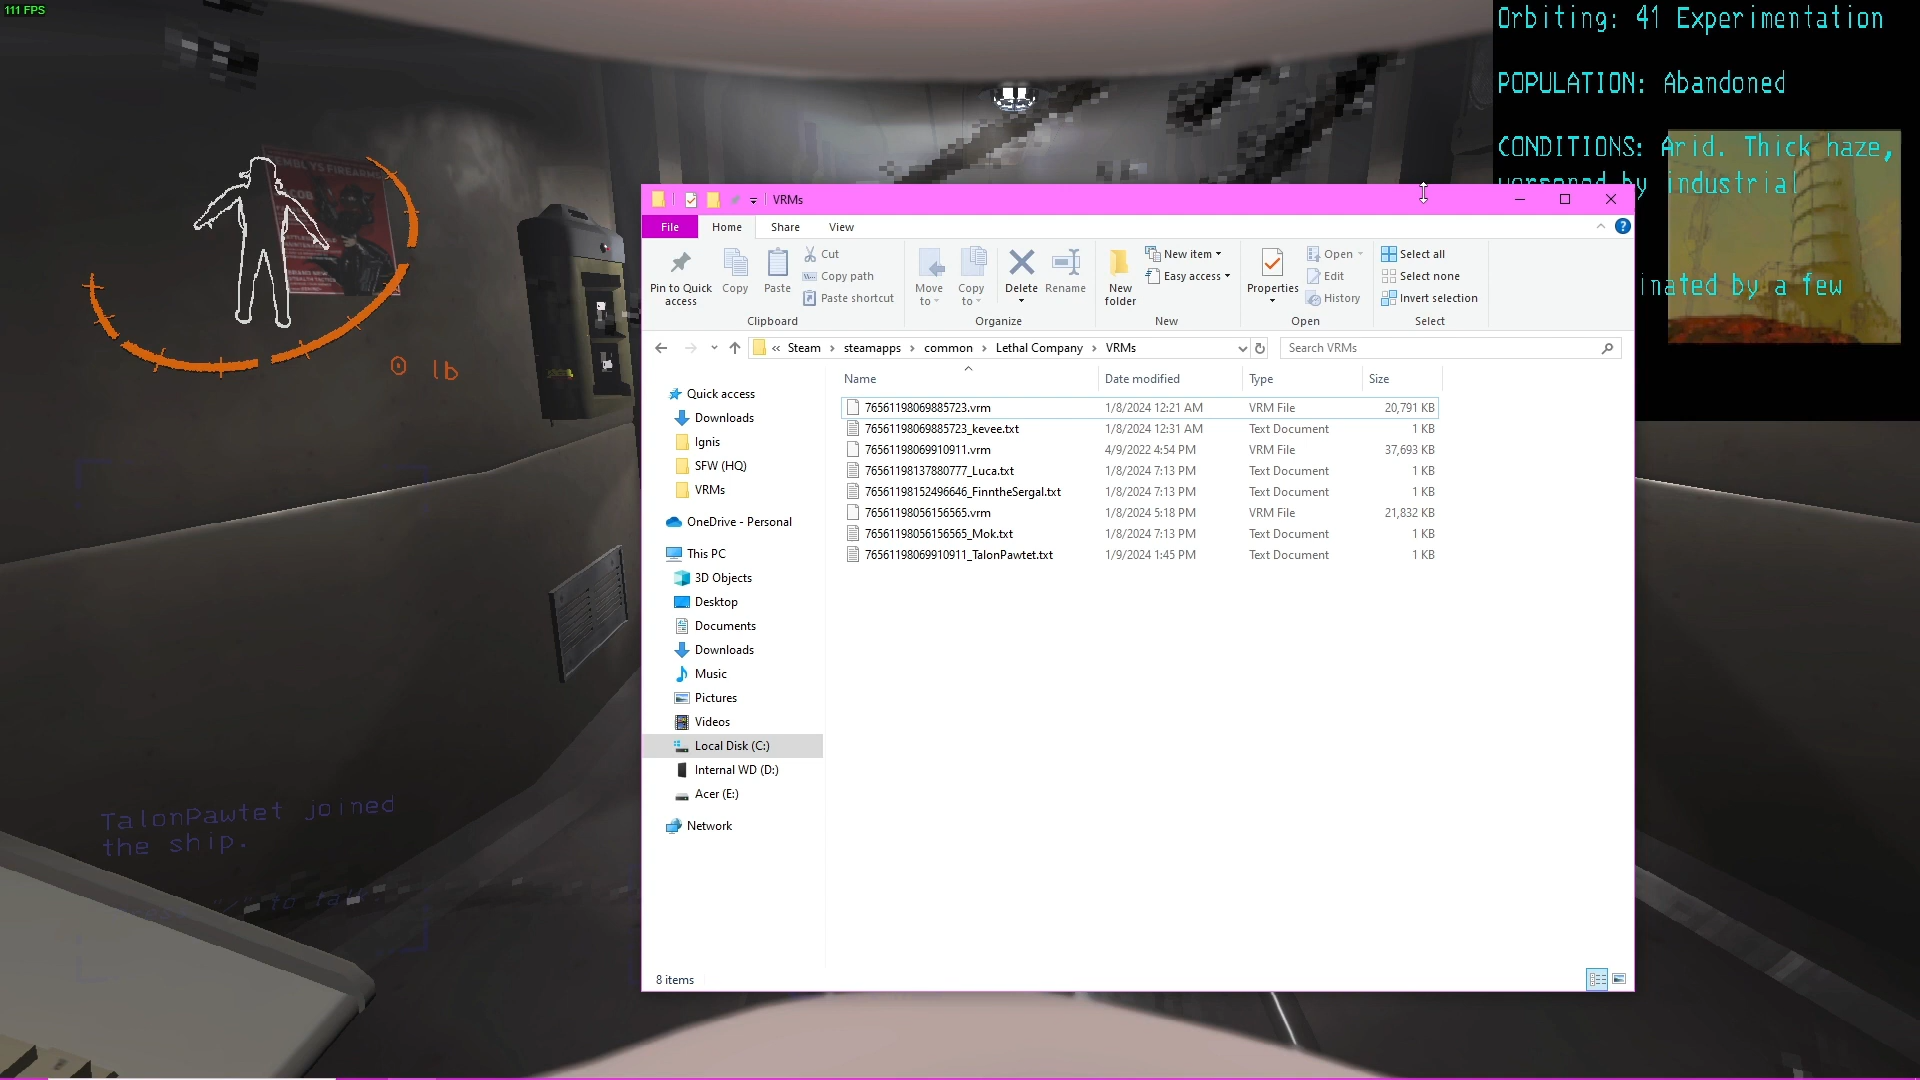 111 FPS
Orbiting: 41 Experimentation
POPULATION: Abandoned
CONDITIONS: Arid. Thick haze,
by industrial
inated by a few
EMBLYS FIREARMS
0 lb
TalonPawtet joined
the ship.
to talk
VRMs
File Home Share View
Pin to Quick access
Copy
Paste
Cut
Copy path
Paste shortcut
Clipboard
Move to
Copy to
Delete
Rename
Organize
New folder
New item
Easy access
New
Properties
Open
Edit
History
Open
Select all
Select none
Invert selection
Select
« Steam > steamapps > common > Lethal Company > VRMs
Search VRMs
Quick access
Downloads
Ignis
SFW (HQ)
VRMs
OneDrive - Personal
This PC
3D Objects
Desktop
Documents
Downloads
Music
Pictures
Videos
Local Disk (C:)
Internal WD (D:)
Acer (E:)
Network
Name Date modified Type Size
76561198069885723.vrm 1/8/2024 12:21 AM VRM File 20,791 KB
76561198069885723_kevee.txt 1/8/2024 12:31 AM Text Document 1 KB
76561198069910911.vrm 4/9/2022 4:54 PM VRM File 37,693 KB
76561198137880777_Luca.txt 1/8/2024 7:13 PM Text Document 1 KB
76561198152496646_FinntheSergal.txt 1/8/2024 7:13 PM Text Document 1 KB
76561198056156565.vrm 1/8/2024 5:18 PM VRM File 21,832 KB
76561198056156565_Mok.txt 1/8/2024 7:13 PM Text Document 1 KB
76561198069910911_TalonPawtet.txt 1/9/2024 1:45 PM Text Document 1 KB
8 items